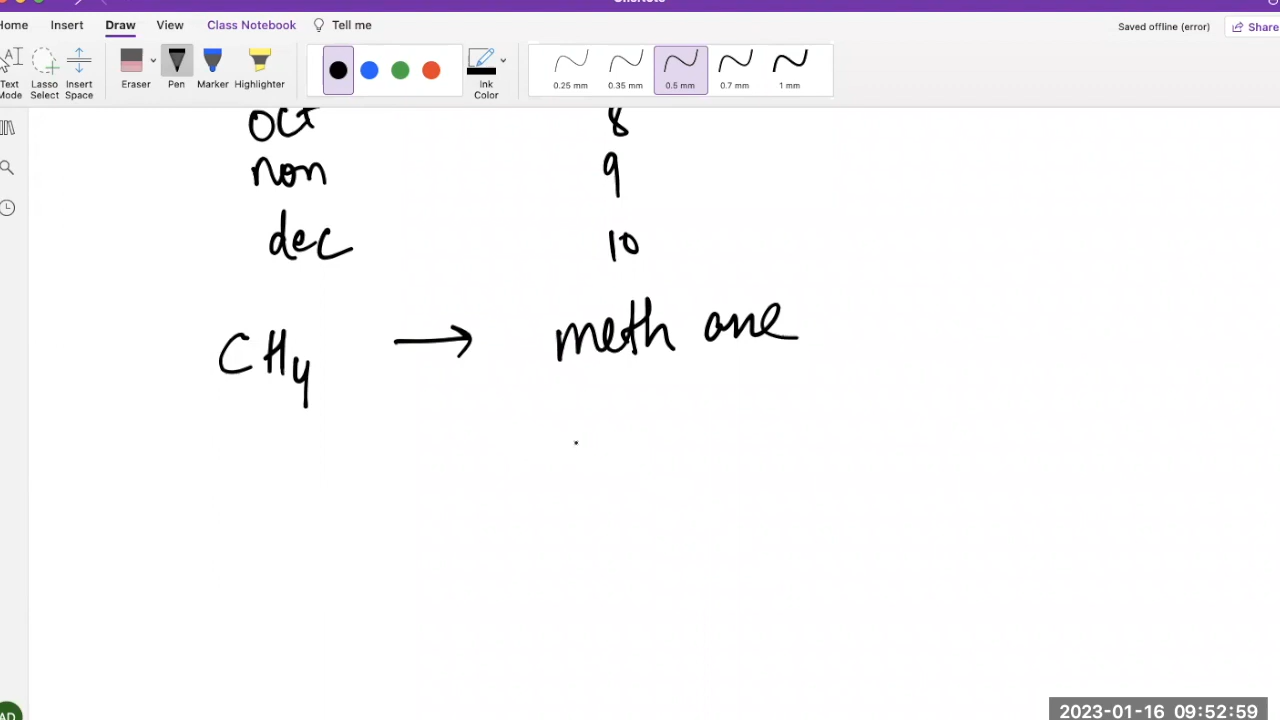 OneNote
Home Insert Draw View Class Notebook Tell me Saved offline (error) Share
Text Mode Lasso Select Insert Space Eraser Pen Marker Highlighter Ink Color 0.25 mm 0.35 mm 0.5 mm 0.7 mm 1 mm
oct 8
non 9
dec 10
CH4 → meth ane
AD
2023-01-16 09:52:59